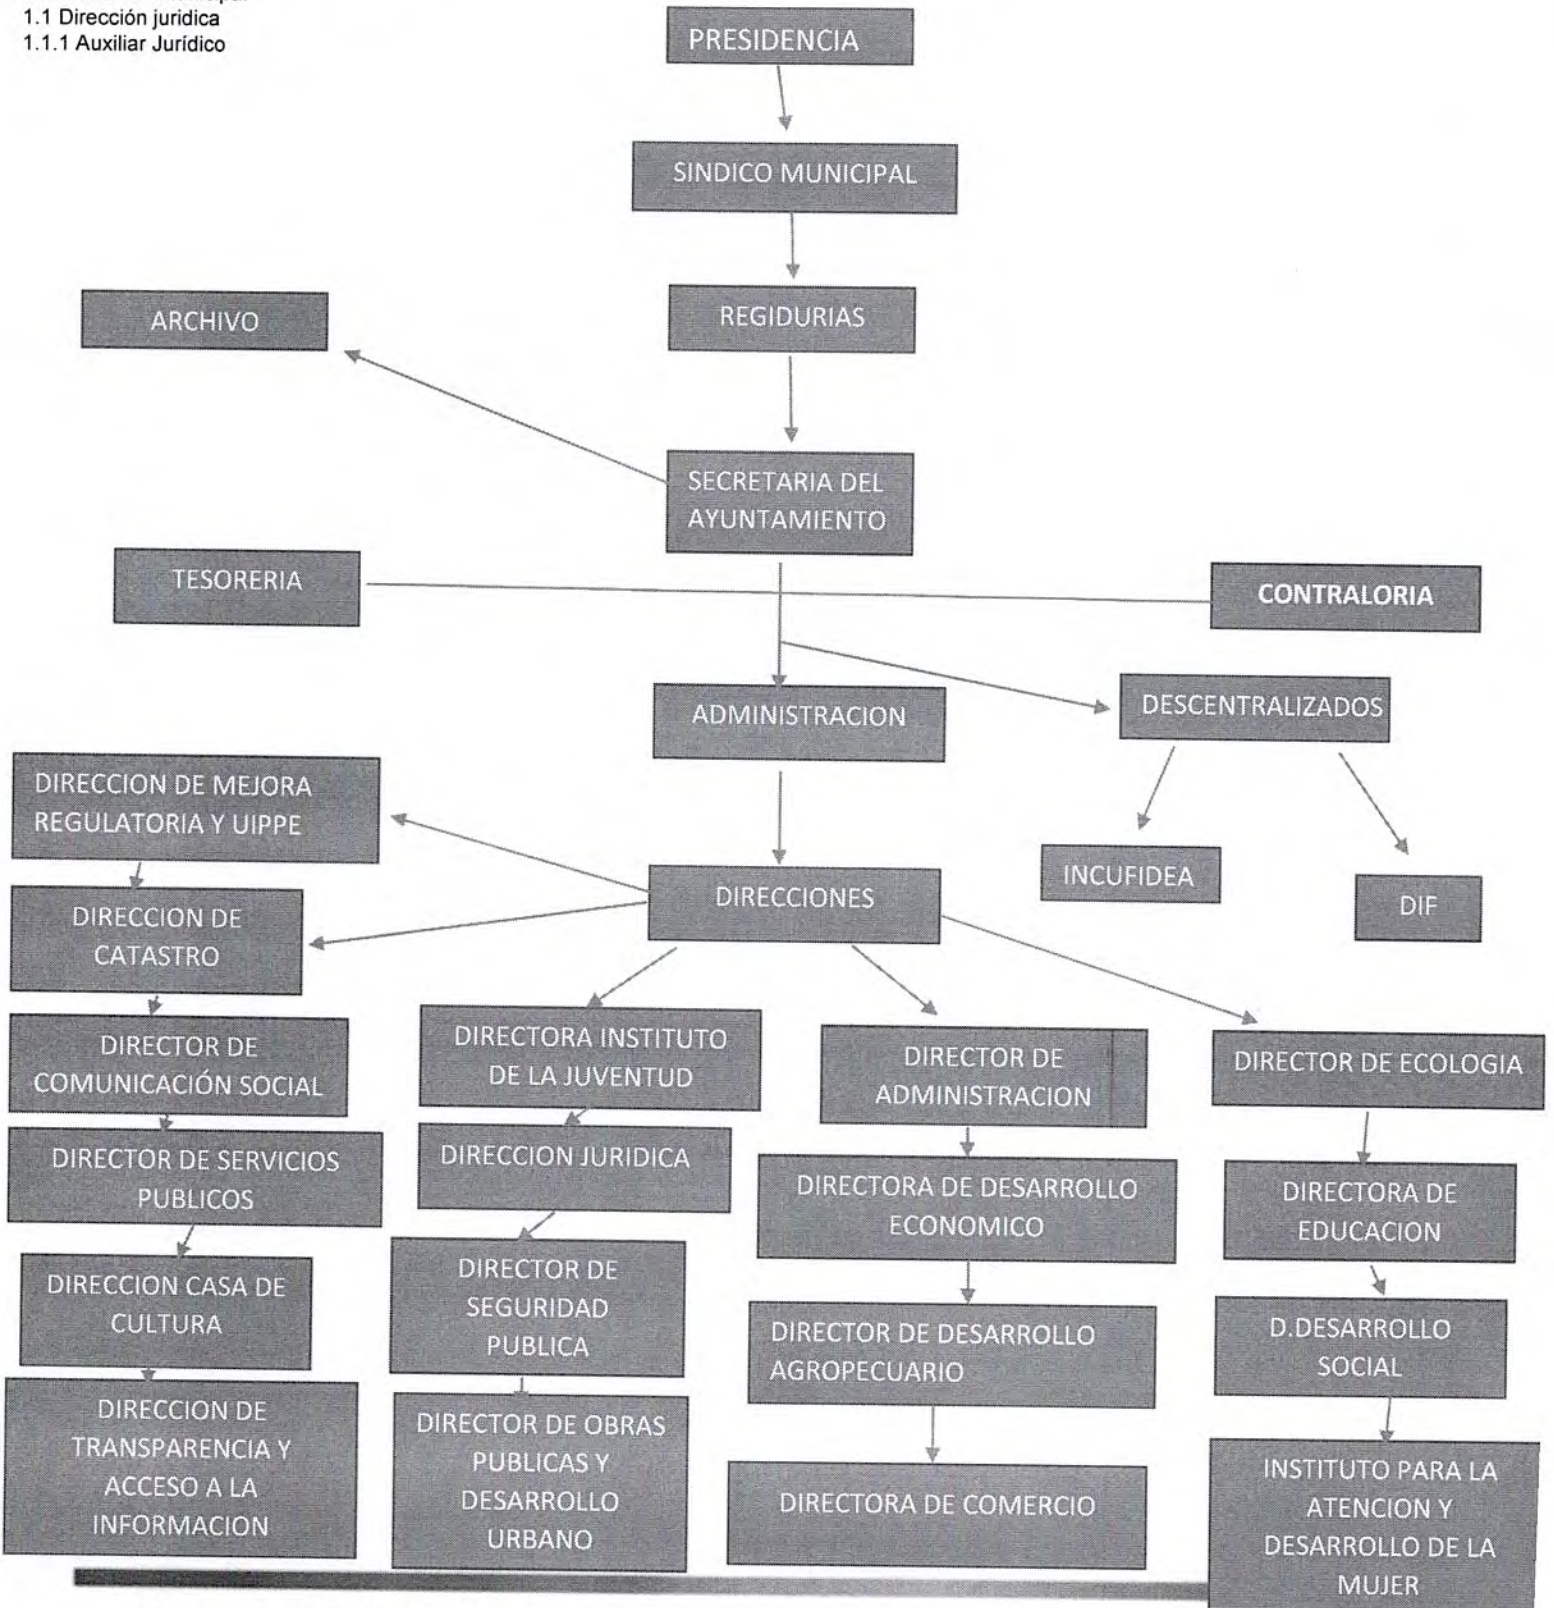 1.1 Dirección juridica
1.1.1 Auxiliar Jurídico
PRESIDENCIA
SINDICO MUNICIPAL
REGIDURIAS
ARCHIVO
SECRETARIA DEL
AYUNTAMIENTO
TESORERIA
CONTRALORIA
ADMINISTRACION
DESCENTRALIZADOS
INCUFIDEA
DIF
DIRECCIONES
DIRECCION DE MEJORA
REGULATORIA Y UIPPE
DIRECCION DE
CATASTRO
DIRECTOR DE
COMUNICACIÓN SOCIAL
DIRECTOR DE SERVICIOS
PUBLICOS
DIRECCION CASA DE
CULTURA
DIRECCION DE
TRANSPARENCIA Y
ACCESO A LA
INFORMACION
DIRECTORA INSTITUTO
DE LA JUVENTUD
DIRECCION JURIDICA
DIRECTOR DE
SEGURIDAD
PUBLICA
DIRECTOR DE OBRAS
PUBLICAS Y
DESARROLLO
URBANO
DIRECTOR DE
ADMINISTRACION
DIRECTORA DE DESARROLLO
ECONOMICO
DIRECTOR DE DESARROLLO
AGROPECUARIO
DIRECTORA DE COMERCIO
DIRECTOR DE ECOLOGIA
DIRECTORA DE
EDUCACION
D.DESARROLLO
SOCIAL
INSTITUTO PARA LA
ATENCION Y
DESARROLLO DE LA
MUJER